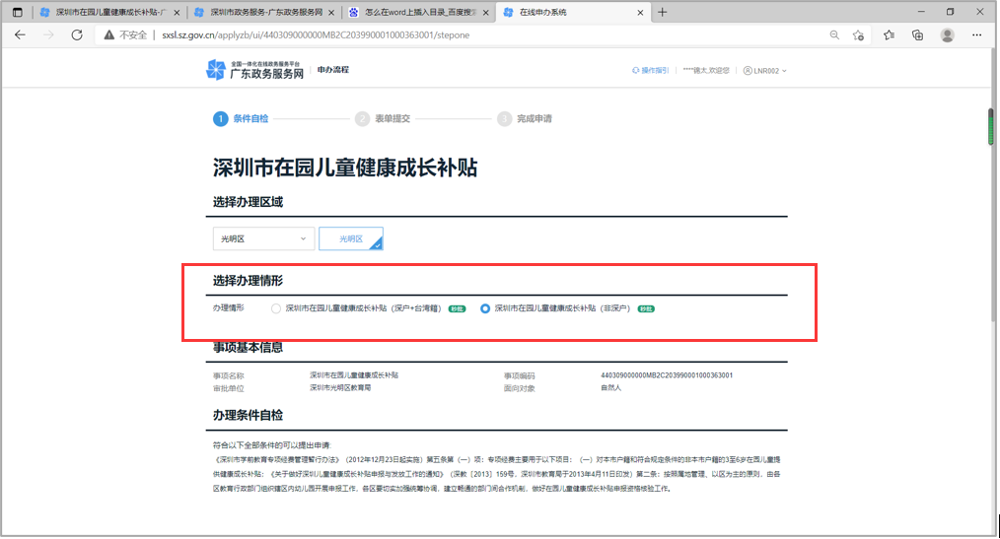 深圳市在园儿童健康成长补贴-广
深圳市政务服务-广东政务服务网
怎么在word上插入目录_百度搜索
在线申办系统
不安全
sxsl.sz.gov.cn/applyzb/ui/440309000000MB2C203990001000363001/stepone
全国一体化在线政务服务平台
广东政务服务网
申办流程
操作指引
****德太,欢迎您
LNR002
1 条件自检
2 表单提交
3 完成申请
深圳市在园儿童健康成长补贴
选择办理区域
光明区
光明区
选择办理情形
办理情形 深圳市在园儿童健康成长补贴（深户+台湾籍） 秒批 深圳市在园儿童健康成长补贴（非深户） 秒批
事项基本信息
事项名称 深圳市在园儿童健康成长补贴 事项编码 440309000000MB2C203990001000363001
审批单位 深圳市光明区教育局 面向对象 自然人
办理条件自检
符合以下全部条件的可以提出申请:
《深圳市学前教育专项经费管理暂行办法》（2012年12月23日起实施）第五条第（一）项：专项经费主要用于以下项目：（一）对本市户籍和符合规定条件的非本市户籍的3至6岁在园儿童提
供健康成长补贴；《关于做好深圳儿童健康成长补贴申报与发放工作的通知》（深教〔2013〕159号，深圳市教育局于2013年4月11日印发）第二条：按照属地管理、以区为主的原则，由各
区教育行政部门组织辖区内幼儿园开展申报工作，各区要切实加强统筹协调，建立畅通的部门间合作机制，做好在园儿童健康成长补贴申报资格核验工作。